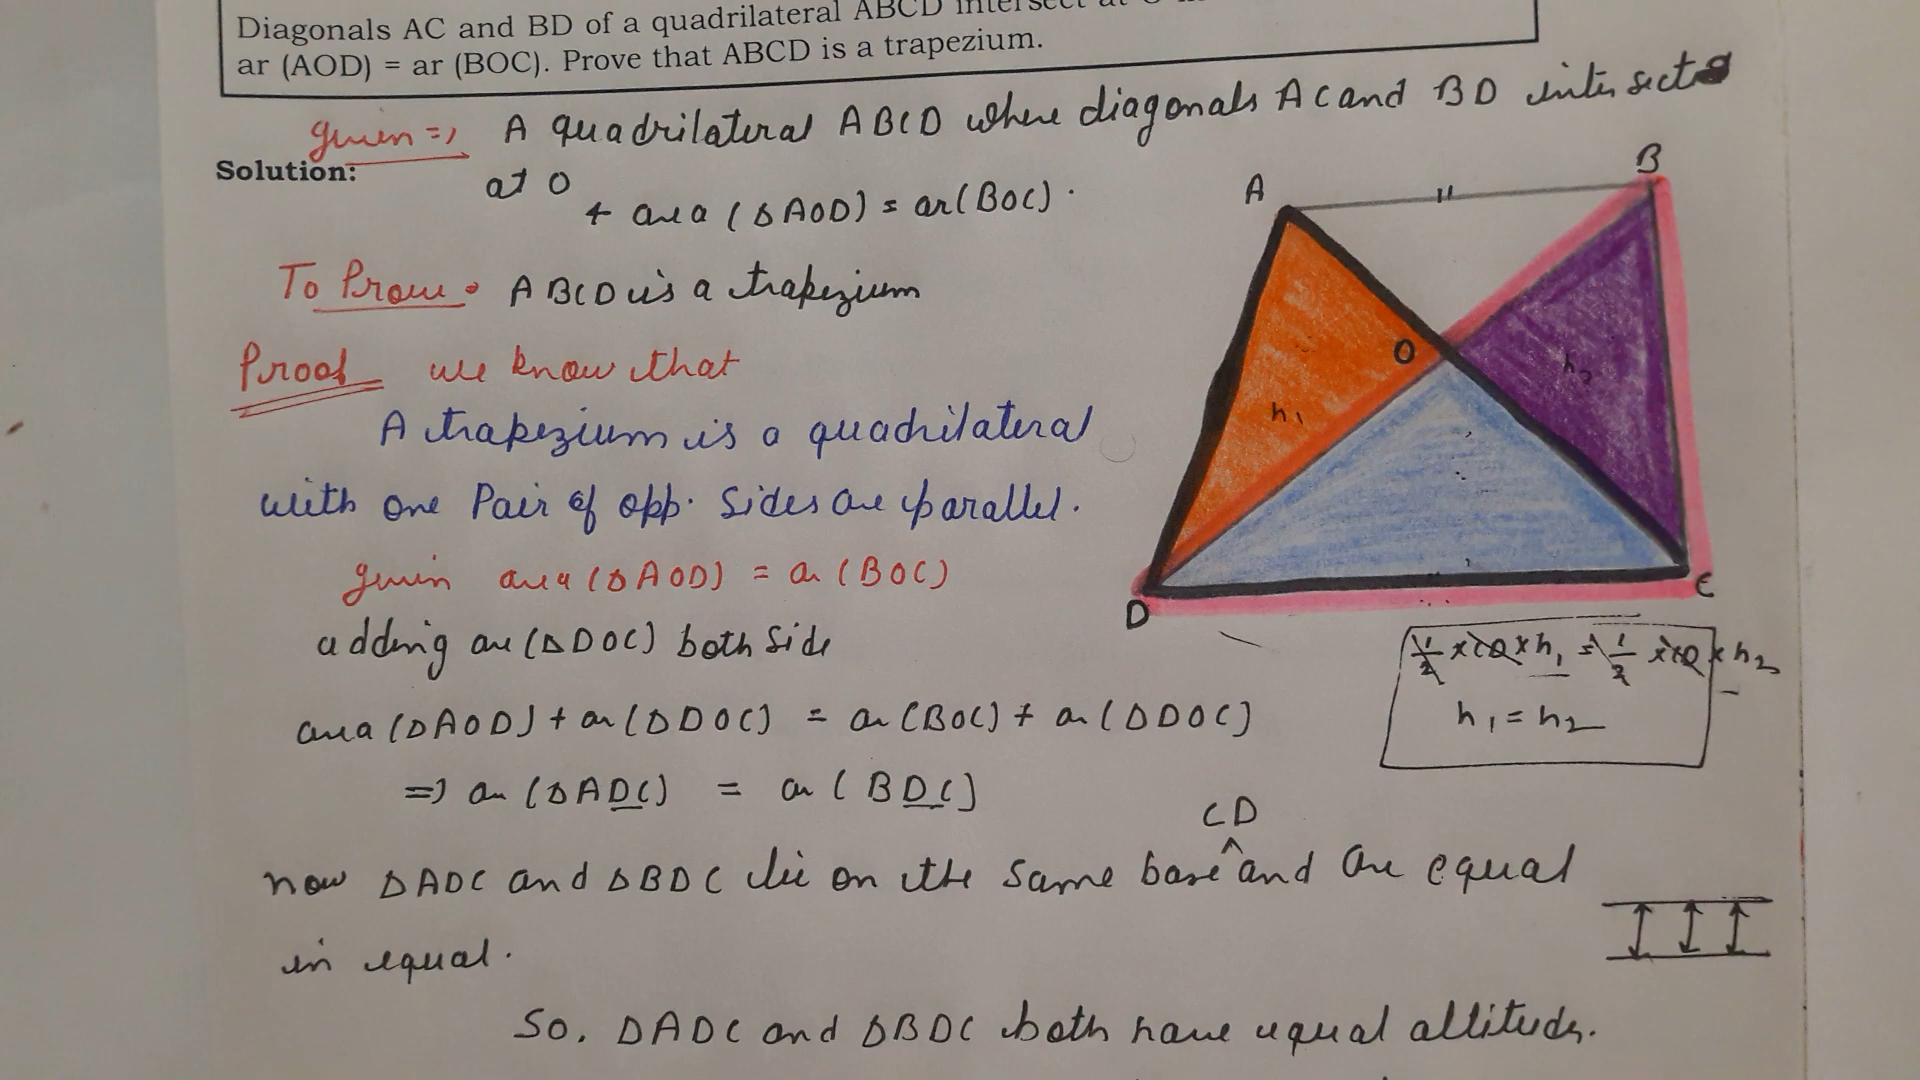 Diagonals AC and BD of a quadrilateral ABCD intersect at O
ar (AOD) = ar (BOC). Prove that ABCD is a trapezium.
given => A quadrilateral ABCD where diagonals AC and BD intersects
Solution:
at O
+ area (ΔAOD) = ar(BOC).
To Prove. ABCD is a trapezium
Proof we know that
A trapezium is a quadrilateral
with one Pair of opp. Sides are parallel.
given area (ΔAOD) = ar (BOC)
adding ar (ΔDOC) both Side
area (ΔAOD) + ar (ΔDOC) = ar (BOC) + ar (ΔDOC)
=> ar (ΔADC) = ar (BDC)
CD
now ΔADC and ΔBDC lie on the same base ^ and are equal
in equal.
So, ΔADC and ΔBDC both have equal altitude.
A
B
O
h₁
h₂
D
C
1/2 × CD × h₁ = 1/2 × CD × h₂
h₁ = h₂